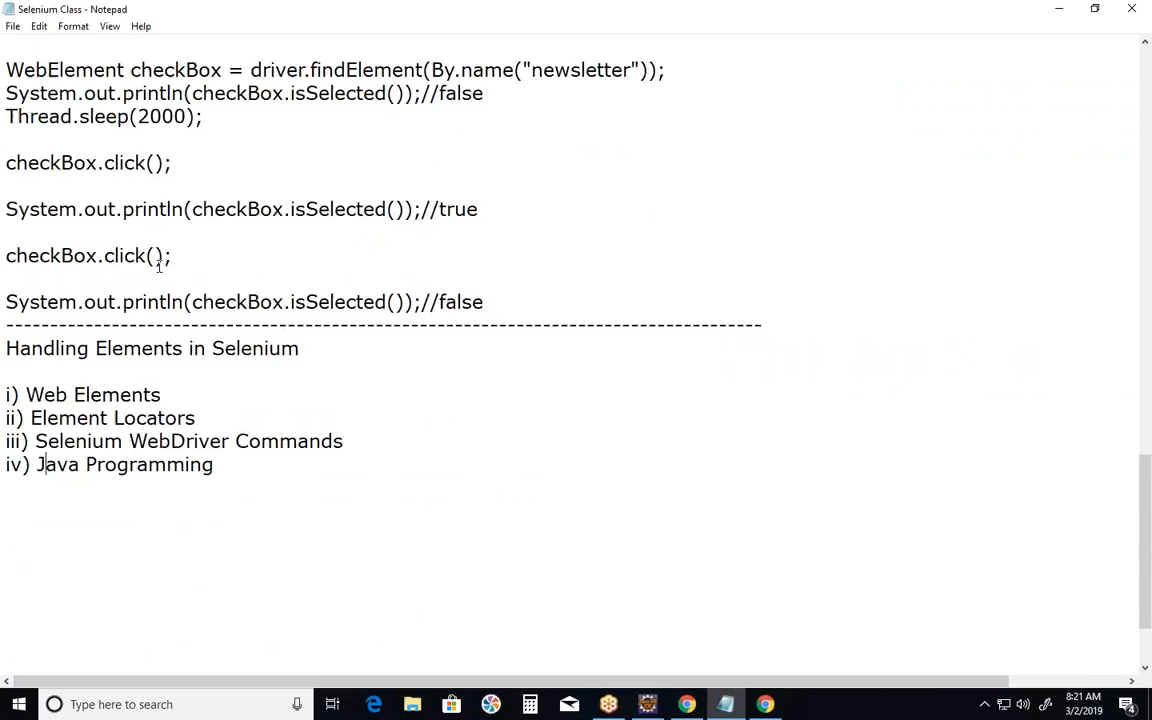 Selenium Class - Notepad
File Edit Format View Help
WebElement checkBox = driver.findElement(By.name("newsletter"));
System.out.println(checkBox.isSelected());//false
Thread.sleep(2000);
checkBox.click();
System.out.println(checkBox.isSelected());//true
checkBox.click();
System.out.println(checkBox.isSelected());//false
---------------------------------------------------------------------------------------
Handling Elements in Selenium
i) Web Elements
ii) Element Locators
iii) Selenium WebDriver Commands
iv) Java Programming
Type here to search
8:21 AM
3/2/2019
4